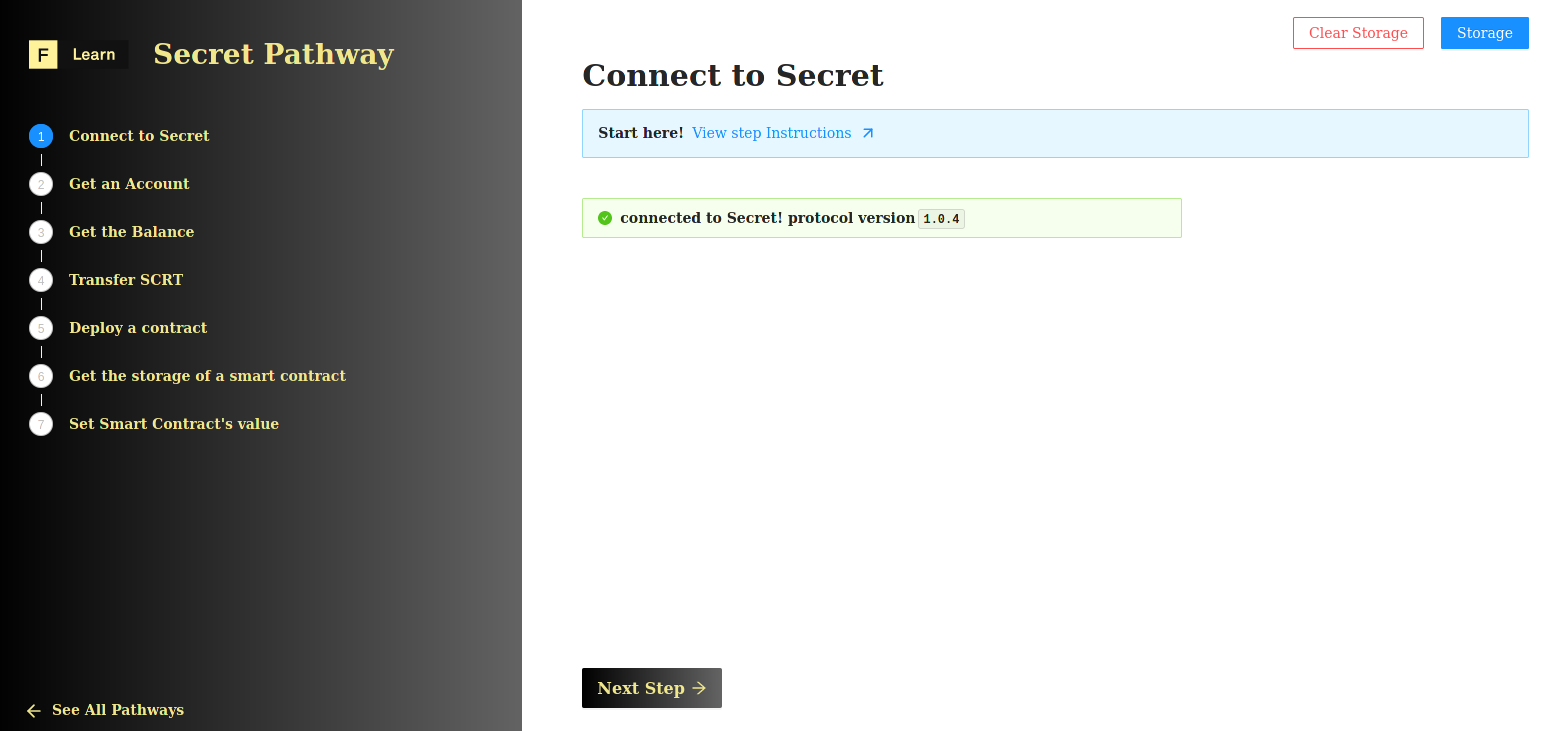 F Learn Secret Pathway
1 Connect to Secret
2 Get an Account
3 Get the Balance
4 Transfer SCRT
5 Deploy a contract
6 Get the storage of a smart contract
7 Set Smart Contract's value
See All Pathways
Clear Storage Storage
Connect to Secret
Start here! View step Instructions
connected to Secret! protocol version 1.0.4
Next Step